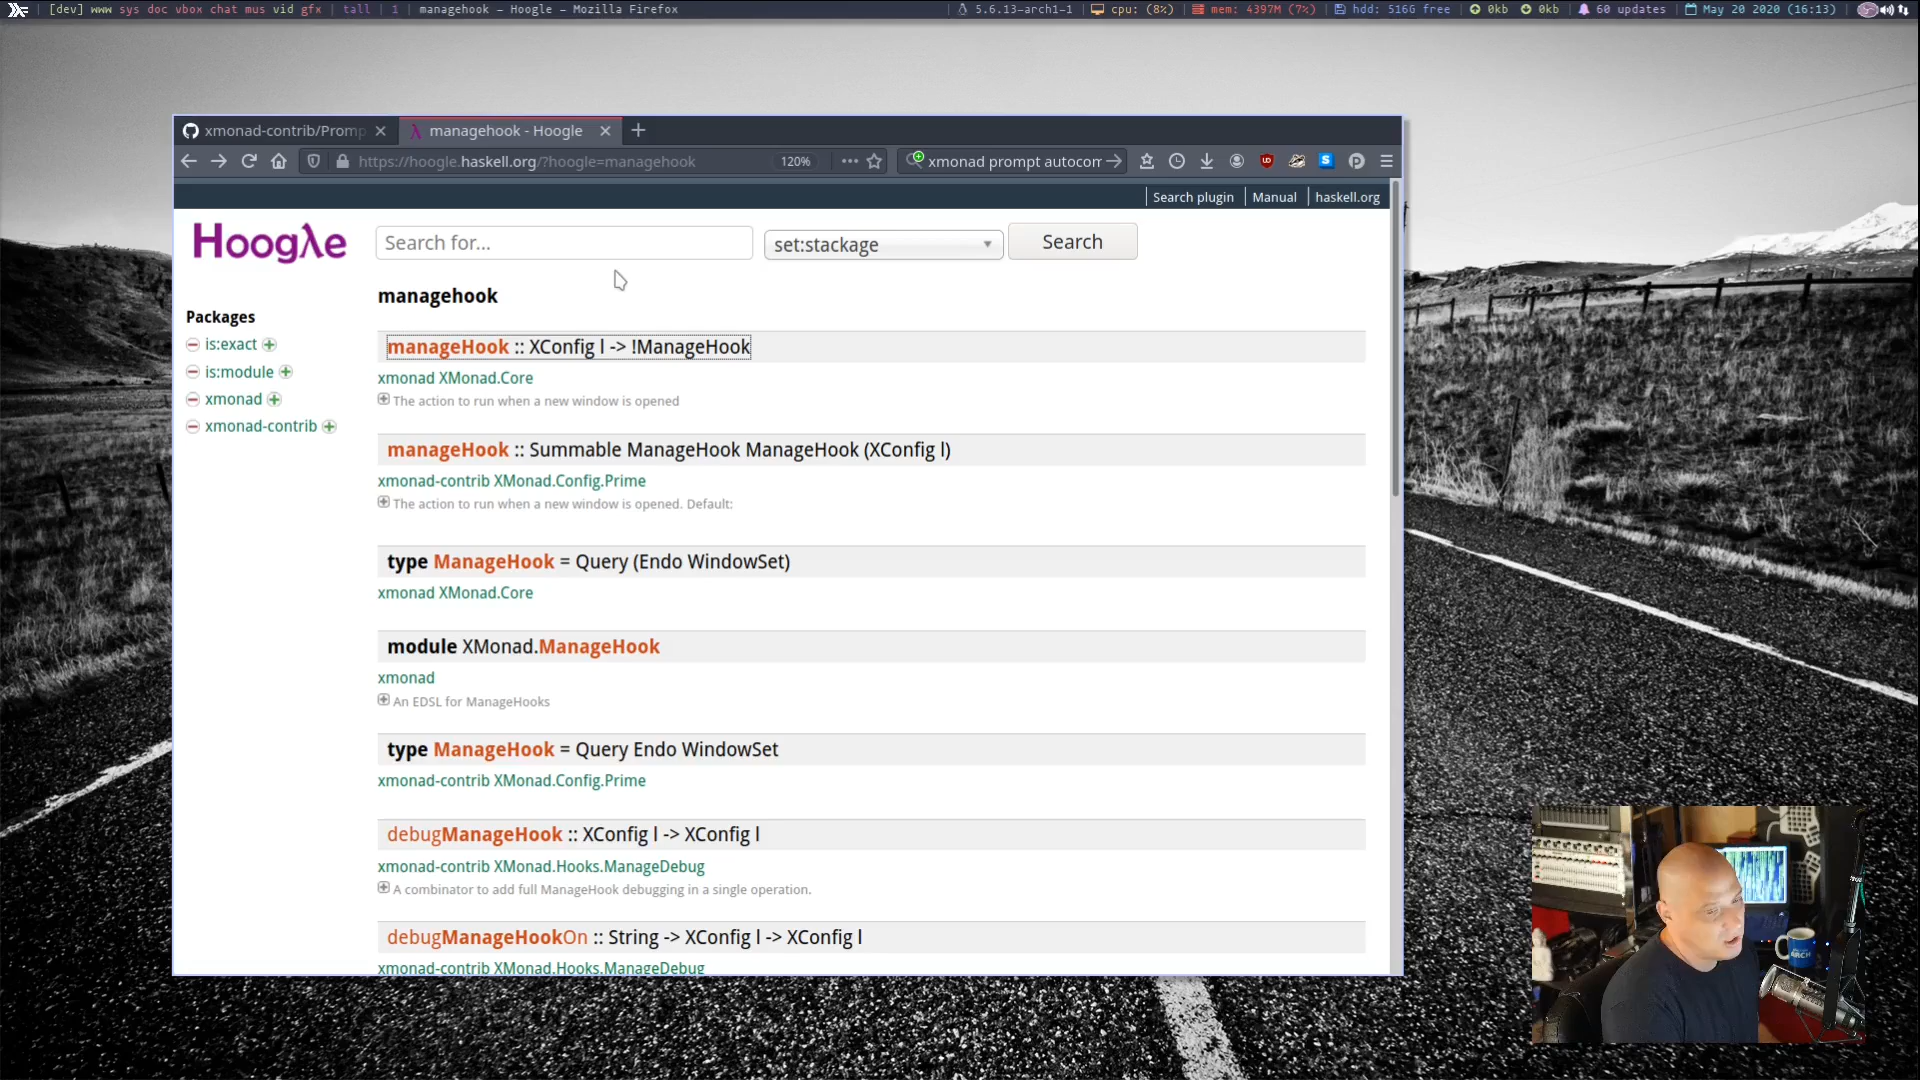 [dev] www sys doc vbox chat mus vid gfx | tall | 1 | managehook – Hoogle – Mozilla Firefox
5.6.13-arch1-1 | cpu: (8%) | mem: 4397M (7%) | hdd: 516G free | 0kb 0kb | 60 updates | May 20 2020 (16:13)
xmonad-contrib/Promp
managehook - Hoogle
https://hoogle.haskell.org/?hoogle=managehook
120%
xmonad prompt autocom
Search plugin | Manual | haskell.org
Hoogλe
Search for...
set:stackage
Search
managehook
Packages
is:exact
is:module
xmonad
xmonad-contrib
manageHook :: XConfig l -> !ManageHook
xmonad XMonad.Core
The action to run when a new window is opened
manageHook :: Summable ManageHook ManageHook (XConfig l)
xmonad-contrib XMonad.Config.Prime
The action to run when a new window is opened. Default:
type ManageHook = Query (Endo WindowSet)
xmonad XMonad.Core
module XMonad.ManageHook
xmonad
An EDSL for ManageHooks
type ManageHook = Query Endo WindowSet
xmonad-contrib XMonad.Config.Prime
debugManageHook :: XConfig l -> XConfig l
xmonad-contrib XMonad.Hooks.ManageDebug
A combinator to add full ManageHook debugging in a single operation.
debugManageHookOn :: String -> XConfig l -> XConfig l
xmonad-contrib XMonad.Hooks.ManageDebug
ARCH